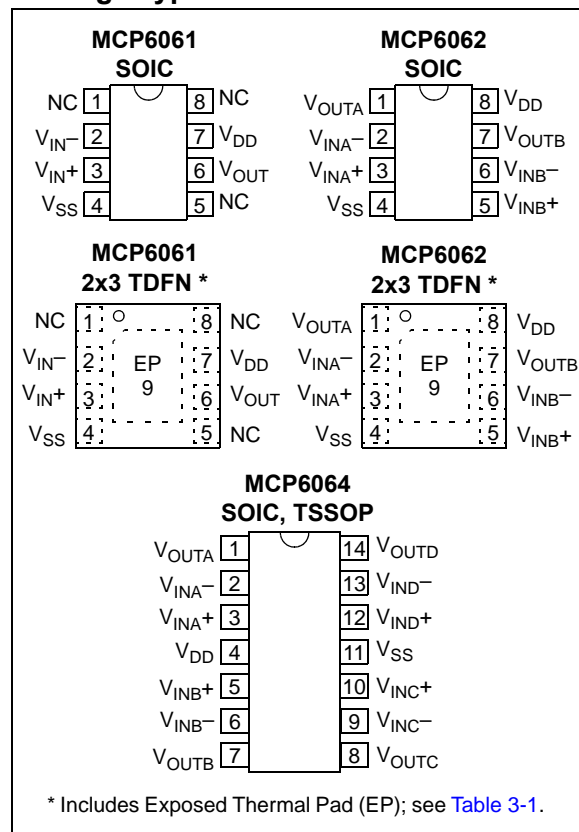 MCP6061
SOIC
NC 1 8 NC
VIN– 2 7 VDD
VIN+ 3 6 VOUT
VSS 4 5 NC
MCP6062
SOIC
VOUTA 1 8 VDD
VINA– 2 7 VOUTB
VINA+ 3 6 VINB–
VSS 4 5 VINB+
MCP6061
2x3 TDFN *
NC 1 8 NC
VIN– 2 EP 7 VDD
VIN+ 3 9 6 VOUT
VSS 4 5 NC
MCP6062
2x3 TDFN *
VOUTA 1 8 VDD
VINA– 2 EP 7 VOUTB
VINA+ 3 9 6 VINB–
VSS 4 5 VINB+
MCP6064
SOIC, TSSOP
VOUTA 1 14 VOUTD
VINA– 2 13 VIND–
VINA+ 3 12 VIND+
VDD 4 11 VSS
VINB+ 5 10 VINC+
VINB– 6 9 VINC–
VOUTB 7 8 VOUTC
* Includes Exposed Thermal Pad (EP); see Table 3-1.